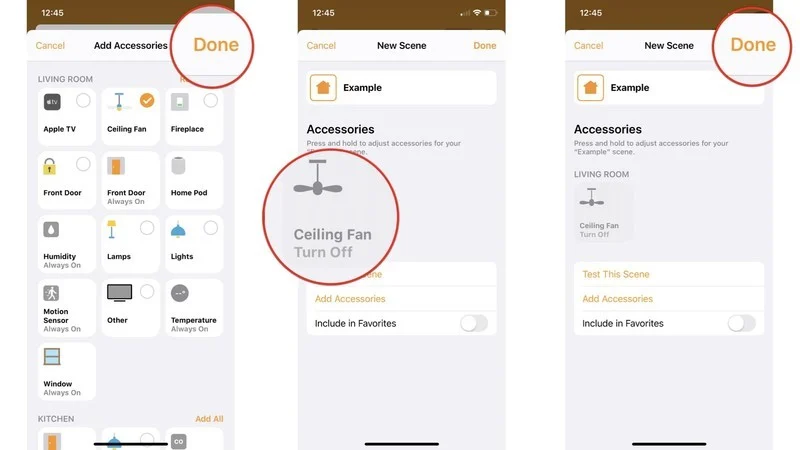 12:45
Cancel
Add Accessories
Done
LIVING ROOM
tv
Apple TV
Ceiling Fan
Fireplace
Front Door
Front Door
Always On
Home Pod
Humidity
Always On
Lamps
Lights
Motion
Sensor
Always On
Other
--°
Temperature
Always On
Window
Always On
KITCHEN
Add All
CO
12:45
Cancel
New Scene
Done
Example
Accessories
Press and hold to adjust accessories for your
"Example" scene.
Ceiling Fan
Turn Off
Add Accessories
Include in Favorites
12:45
Cancel
New Scene
Done
Example
Accessories
Press and hold to adjust accessories for your
"Example" scene.
LIVING ROOM
Ceiling Fan
Turn Off
Test This Scene
Add Accessories
Include in Favorites